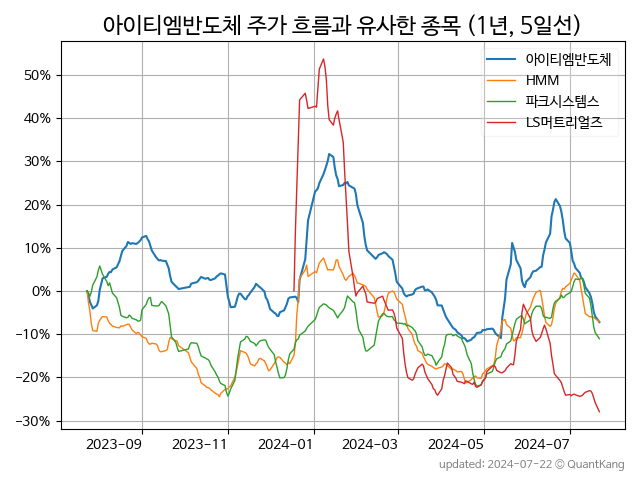 아이티엠반도체 주가 흐름과 유사한 종목 (1년, 5일선)
아이티엠반도체
HMM
파크시스템스
LS머트리얼즈
50%
40%
30%
20%
10%
0%
−10%
−20%
−30%
2023-09 2023-11 2024-01 2024-03 2024-05 2024-07
updated: 2024-07-22 © QuantKang